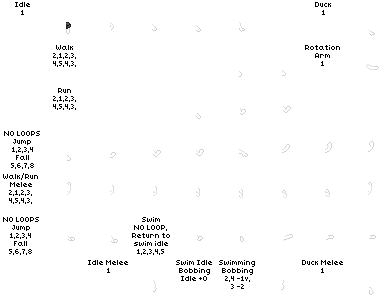 Idle
1
Duck
1
Walk
2,1,2,3,
4,5,4,3,
Rotation
Arm
1
Run
2,1,2,3,
4,5,4,3,
NO LOOPS
Jump
1,2,3,4
Fall
5,6,7,8
Walk/Run
Melee
2,1,2,3,
4,5,4,3,
NO LOOPS
Jump
1,2,3,4
Fall
5,6,7,8
Swim
NO LOOP,
Return to
swim idle
1,2,3,4,5
Idle Melee
1
Swim Idle
Bobbing
Idle +0
Swimming
Bobbing
2,4 -1v,
3 -2
Duck Melee
1